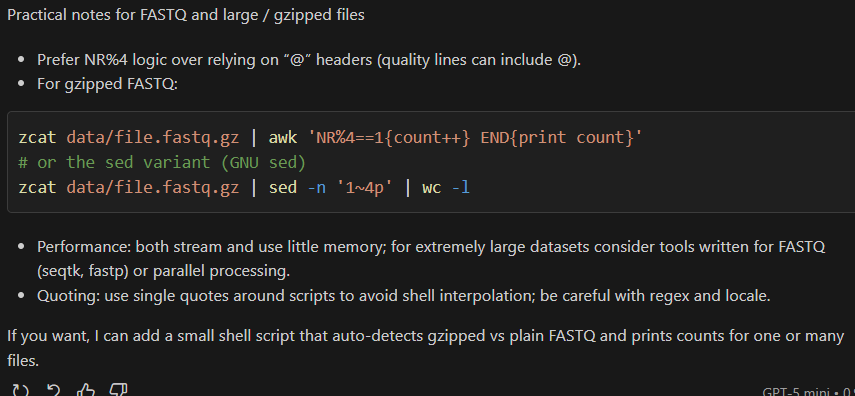 Practical notes for FASTQ and large / gzipped files
• Prefer NR%4 logic over relying on “@” headers (quality lines can include @).
• For gzipped FASTQ:
zcat data/file.fastq.gz | awk 'NR%4==1{count++} END{print count}'
# or the sed variant (GNU sed)
zcat data/file.fastq.gz | sed -n '1~4p' | wc -l
• Performance: both stream and use little memory; for extremely large datasets consider tools written for FASTQ
(seqtk, fastp) or parallel processing.
• Quoting: use single quotes around scripts to avoid shell interpolation; be careful with regex and locale.
If you want, I can add a small shell script that auto-detects gzipped vs plain FASTQ and prints counts for one or many
files.
GPT-5 mini •